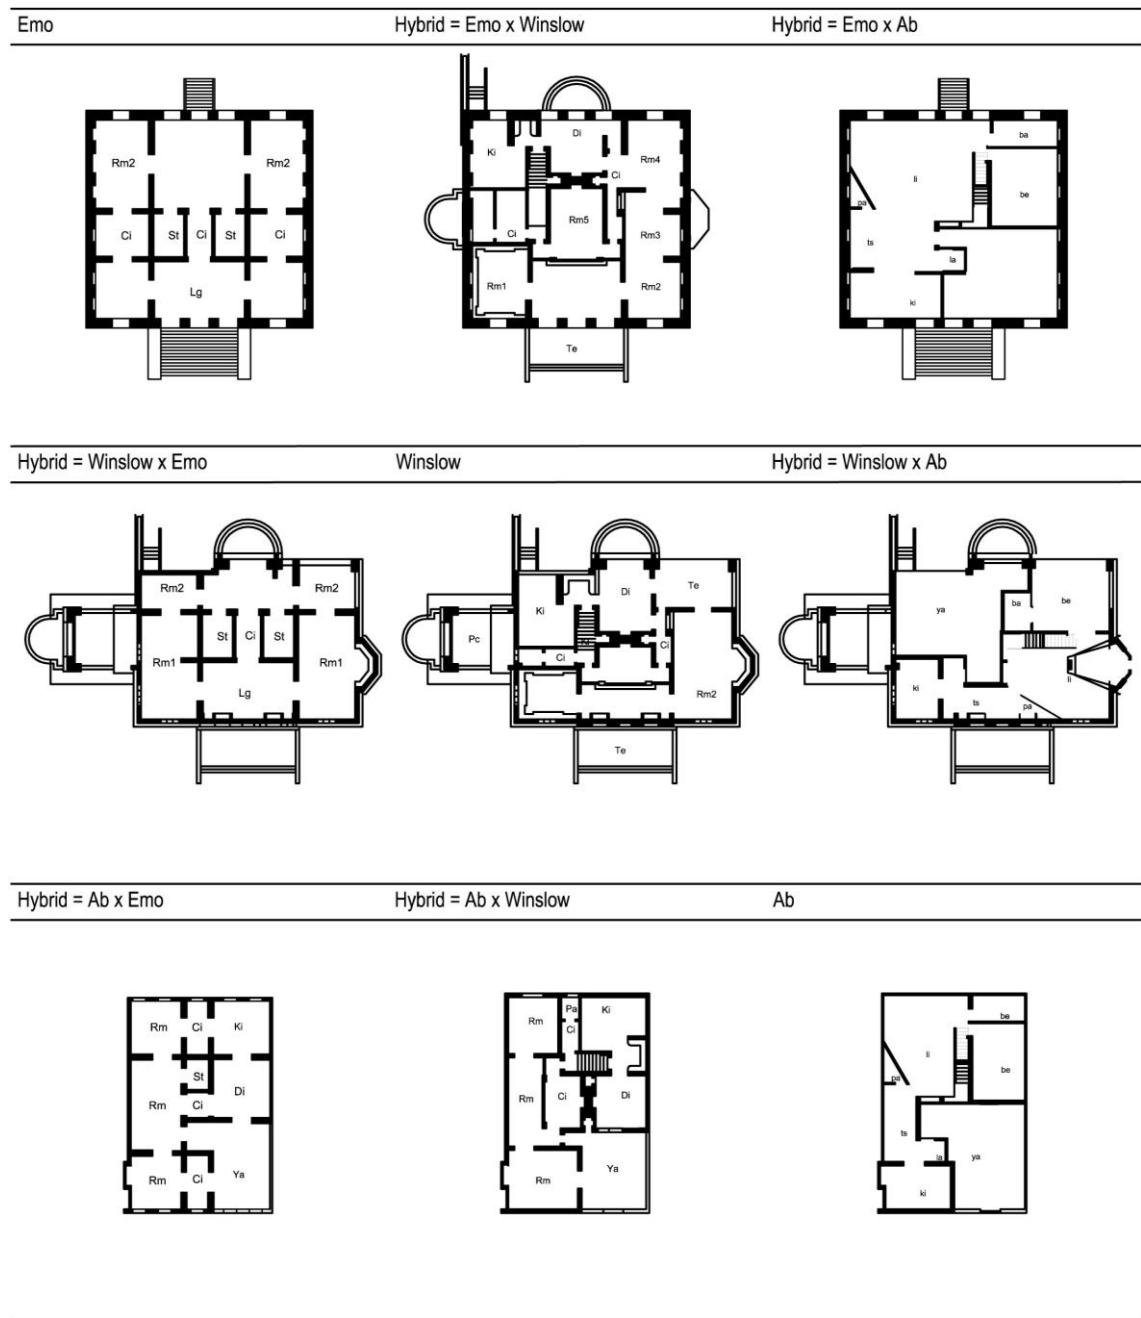 Emo Hybrid = Emo x Winslow Hybrid = Emo x Ab
Rm2 Rm2
Ci St Ci St Ci
Lg
Ki Di Rm4
Ci
Rm5
Ci Rm3
Rm1 Rm2
Te
ba
li be
pa
ts
la
ki
Hybrid = Winslow x Emo Winslow Hybrid = Winslow x Ab
Rm2 Rm2
St Ci St
Rm1 Rm1
Lg
Te
Ki Di
Pc Ci
Ci
Rm2
Te
ya ba be
ki li
ts pa
Hybrid = Ab x Emo Hybrid = Ab x Winslow Ab
Rm Ci Ki
St
Rm Ci Di
Rm Ci Ya
Rm Pa Ki
Ci
Rm Ci Di
Rm Ya
be
li
pa be
ts
la ya
ki